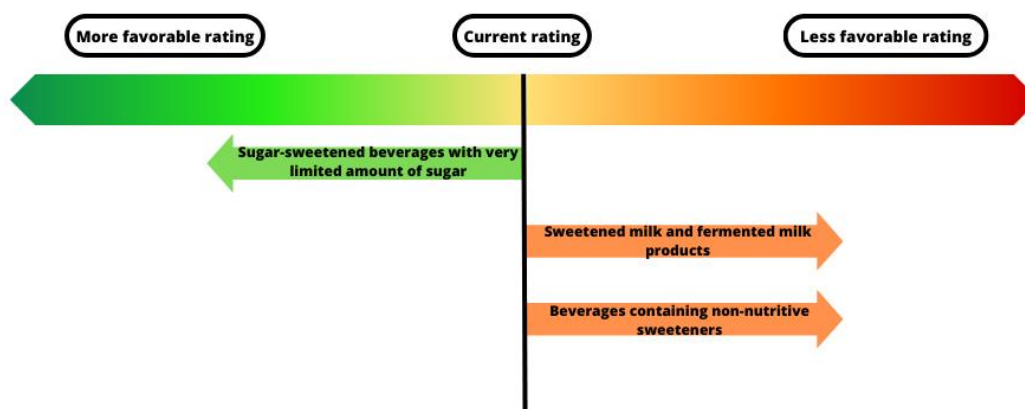 More favorable rating
Current rating
Less favorable rating
Sugar-sweetened beverages with very
limited amount of sugar
Sweetened milk and fermented milk
products
Beverages containing non-nutritive
sweeteners